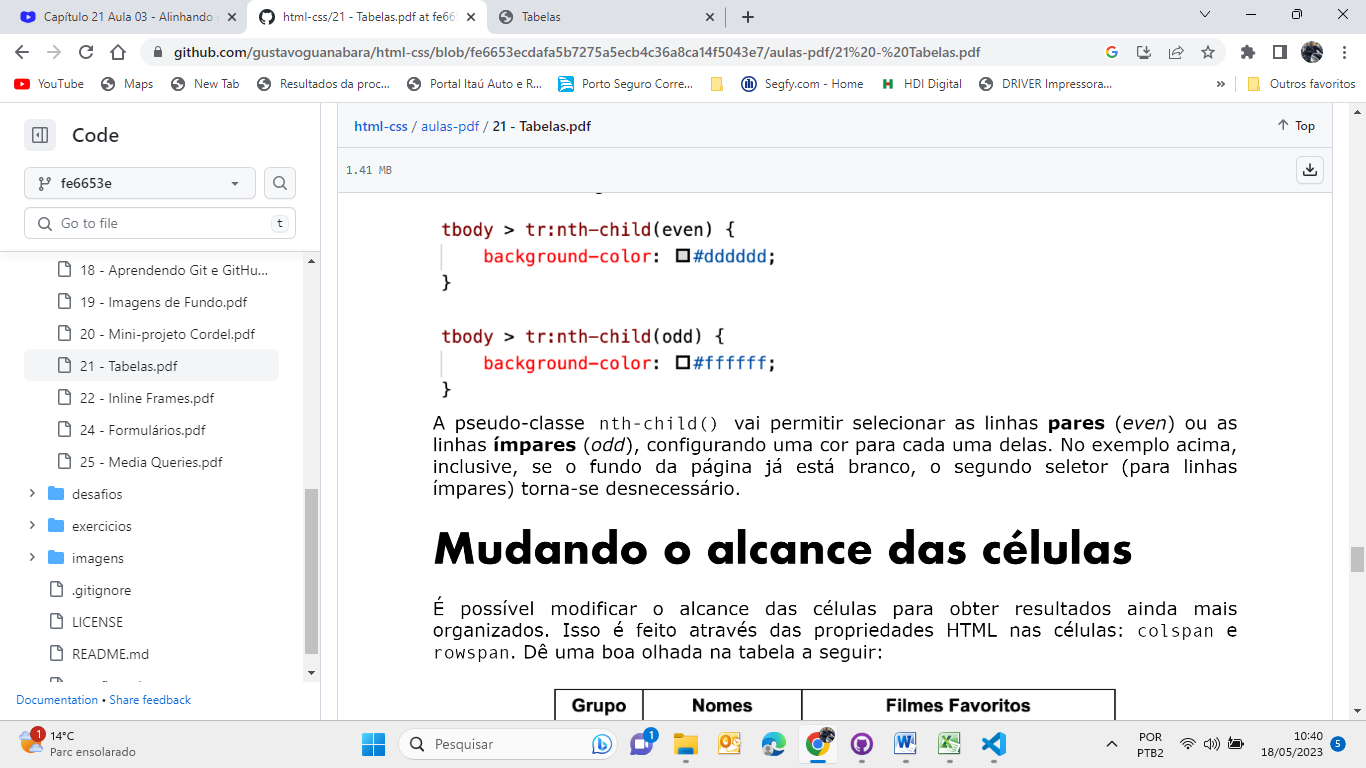 Capítulo 21 Aula 03 - Alinhando
html-css/21 - Tabelas.pdf at fe665
Tabelas
github.com/gustavoguanabara/html-css/blob/fe6653ecdafa5b7275a5ecb4c36a8ca14f5043e7/aulas-pdf/21%20-%20Tabelas.pdf
YouTube
Maps
New Tab
Resultados da proc...
Portal Itaú Auto e R...
Porto Seguro Corre...
Segfy.com - Home
HDI Digital
DRIVER Impressora...
»
Outros favoritos
Code
fe6653e
Go to file
t
18 - Aprendendo Git e GitHu...
19 - Imagens de Fundo.pdf
20 - Mini-projeto Cordel.pdf
21 - Tabelas.pdf
22 - Inline Frames.pdf
24 - Formulários.pdf
25 - Media Queries.pdf
desafios
exercicios
imagens
.gitignore
LICENSE
README.md
Documentation • Share feedback
html-css / aulas-pdf / 21 - Tabelas.pdf
Top
1.41 MB
tbody > tr:nth-child(even) {
background-color: #dddddd;
}
tbody > tr:nth-child(odd) {
background-color: #ffffff;
}
A pseudo-classe nth-child() vai permitir selecionar as linhas pares (even) ou as
linhas ímpares (odd), configurando uma cor para cada uma delas. No exemplo acima,
inclusive, se o fundo da página já está branco, o segundo seletor (para linhas
ímpares) torna-se desnecessário.
Mudando o alcance das células
É possível modificar o alcance das células para obter resultados ainda mais
organizados. Isso é feito através das propriedades HTML nas células: colspan e
rowspan. Dê uma boa olhada na tabela a seguir:
Grupo Nomes Filmes Favoritos
1
14°C
Parc ensolarado
Pesquisar
1
POR
PTB2
10:40
18/05/2023
5